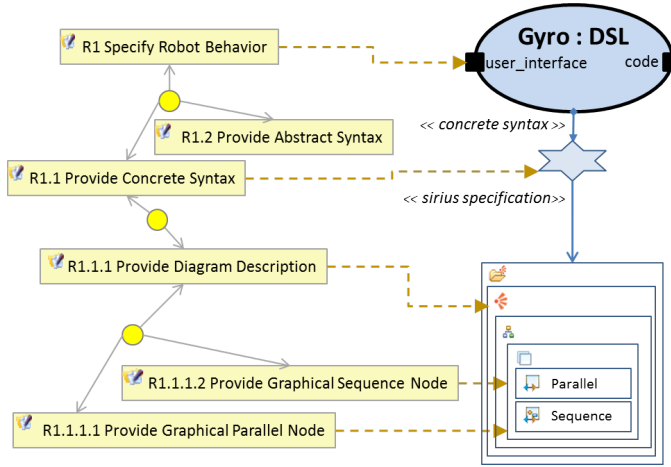 Gyro : DSL
R1 Specify Robot Behavior
user_interface
code
<< concrete syntax>>
R1.2 Provide Abstract Syntax
R1.1 Provide Concrete Syntax
<< sirius specification>>
R1.1.1 Provide Diagram Description
R1.1.1.2 Provide Graphical Sequence Node
Parallel
Sequence
R1.1.1.1 Provide Graphical Parallel Node